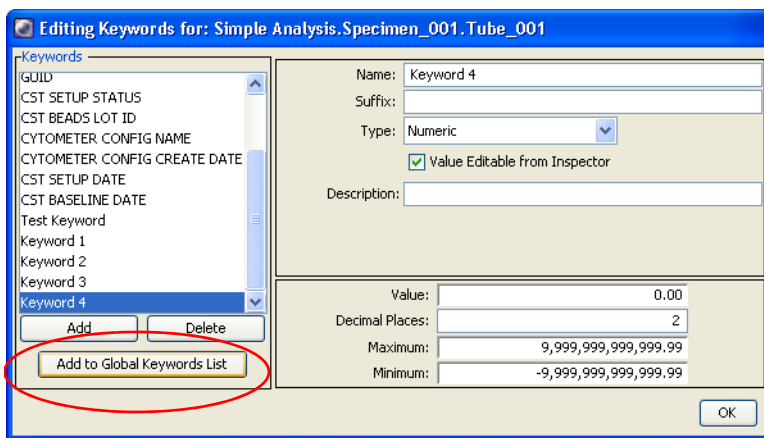 Editing Keywords for: Simple Analysis.Specimen_001.Tube_001
Keywords
GUID
CST SETUP STATUS
CST BEADS LOT ID
CYTOMETER CONFIG NAME
CYTOMETER CONFIG CREATE DATE
CST SETUP DATE
CST BASELINE DATE
Test Keyword
Keyword 1
Keyword 2
Keyword 3
Keyword 4
Add Delete
Add to Global Keywords List
Name: Keyword 4
Suffix:
Type: Numeric
Value Editable from Inspector
Description:
Value: 0.00
Decimal Places: 2
Maximum: 9,999,999,999,999.99
Minimum: -9,999,999,999,999.99
OK